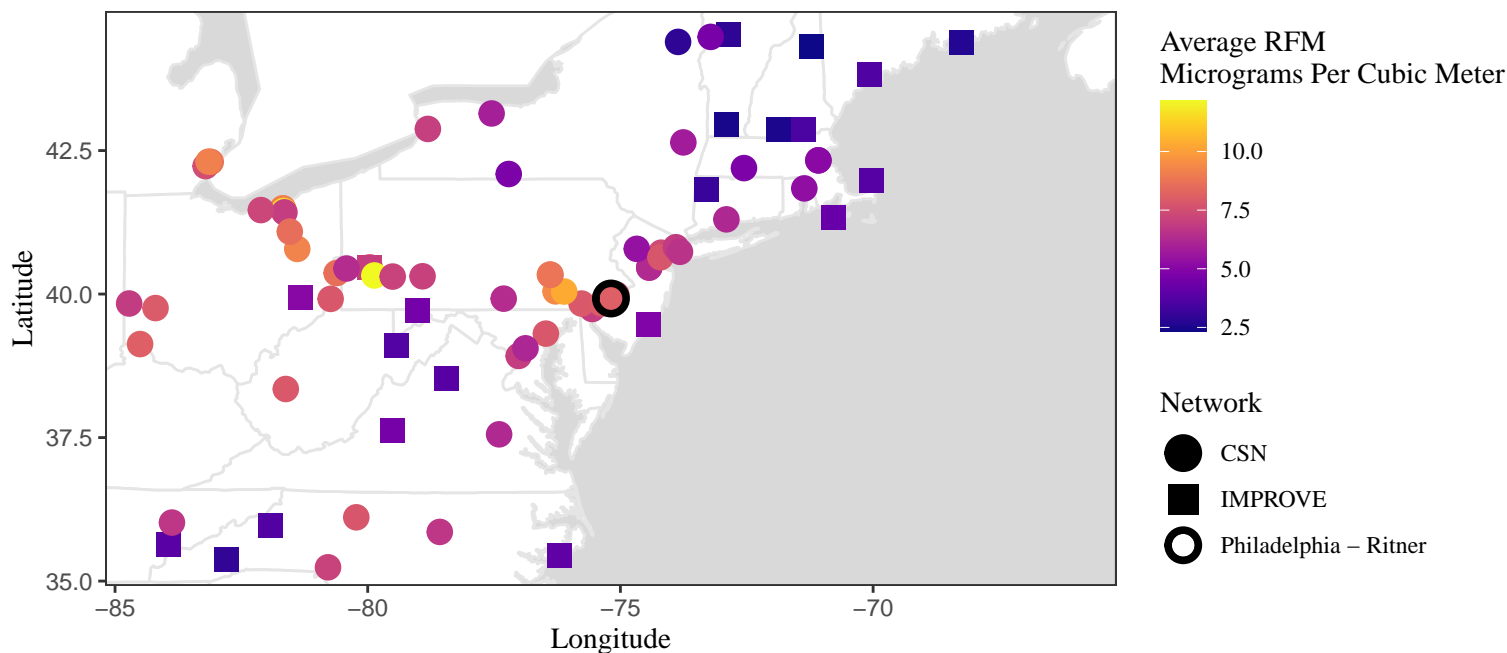 Average RFM
Micrograms Per Cubic Meter
10.0
7.5
5.0
2.5
Network
CSN
IMPROVE
Philadelphia – Ritner
Latitude
42.5
40.0
37.5
35.0
−85
−80
−75
−70
Longitude